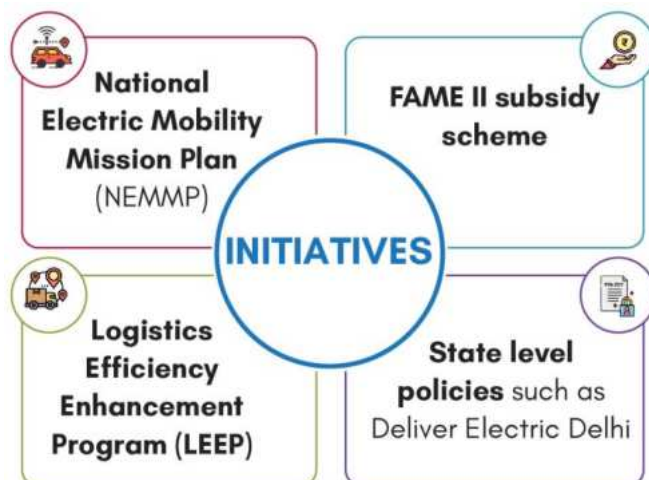 National
Electric Mobility
Mission Plan
(NEMMP)
FAME II subsidy
scheme
INITIATIVES
Logistics
Efficiency
Enhancement
Program (LEEP)
State level
policies such as
Deliver Electric Delhi